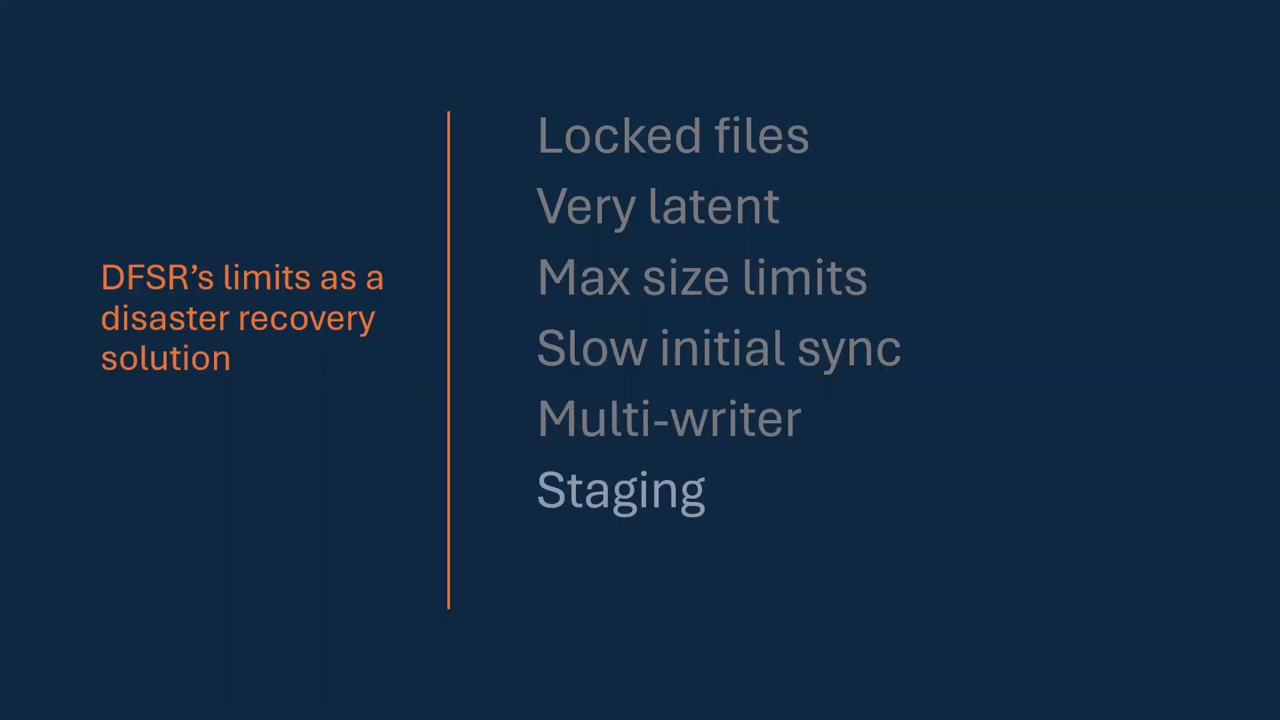 DFSR’s limits as a
disaster recovery
solution
Locked files
Very latent
Max size limits
Slow initial sync
Multi-writer
Staging